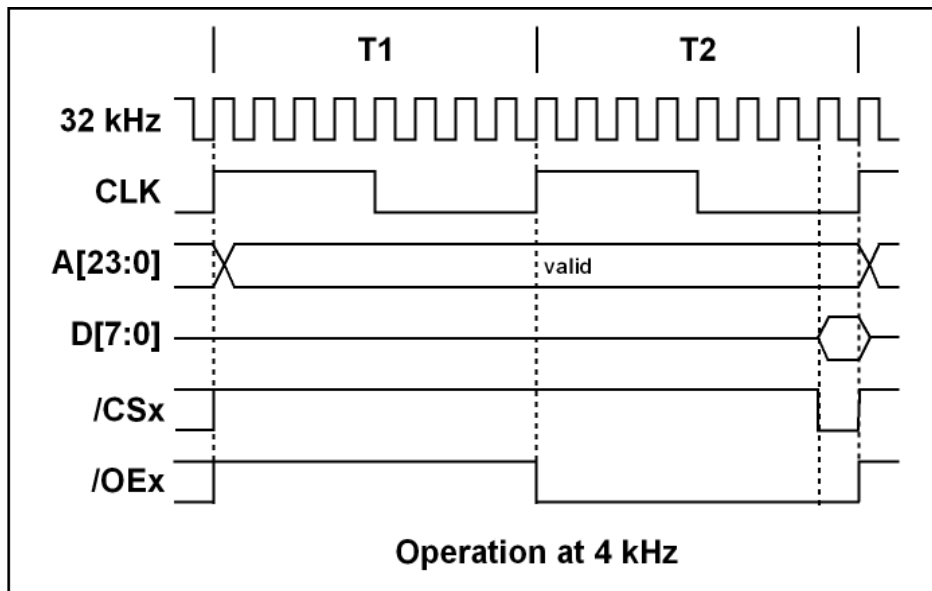 T1 T2
32 kHz
CLK
A[23:0] valid
D[7:0]
/CSx
/OEx
Operation at 4 kHz